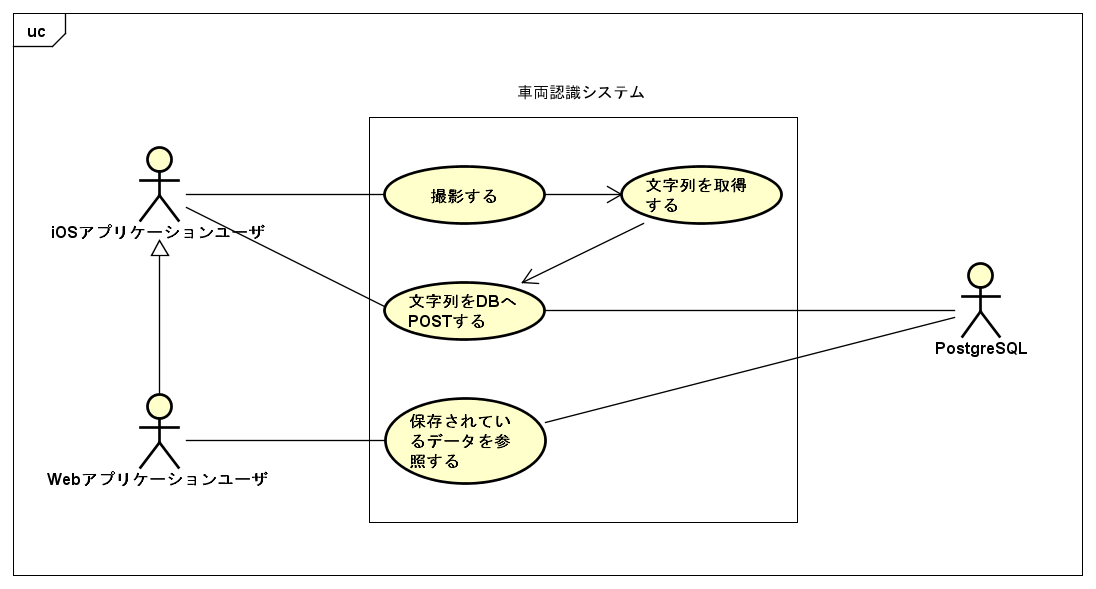 uc
車両認識システム
撮影する
文字列を取得
する
iOSアプリケーションユーザ
文字列をDBへ
POSTする
PostgreSQL
保存されてい
るデータを参
照する
Webアプリケーションユーザ